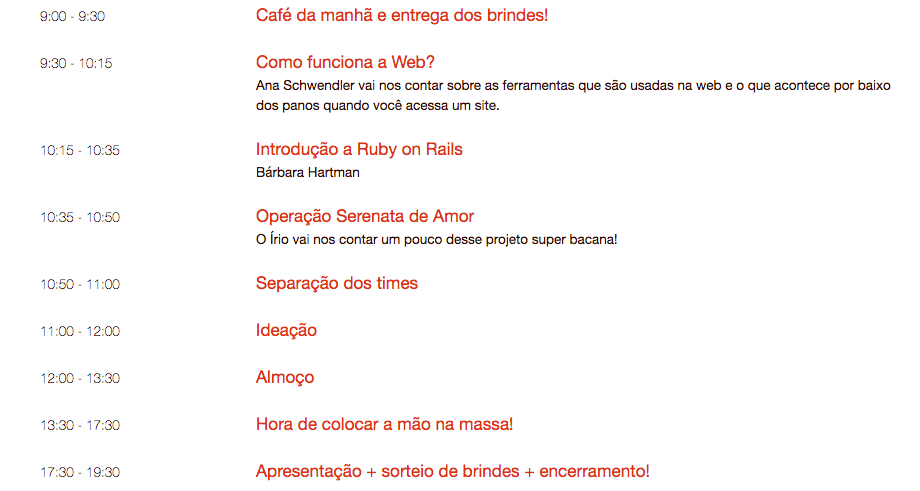 9:00 - 9:30 Café da manhã e entrega dos brindes!
9:30 - 10:15 Como funciona a Web?
Ana Schwendler vai nos contar sobre as ferramentas que são usadas na web e o que acontece por baixo
dos panos quando você acessa um site.
10:15 - 10:35 Introdução a Ruby on Rails
Bárbara Hartman
10:35 - 10:50 Operação Serenata de Amor
O Írio vai nos contar um pouco desse projeto super bacana!
10:50 - 11:00 Separação dos times
11:00 - 12:00 Ideação
12:00 - 13:30 Almoço
13:30 - 17:30 Hora de colocar a mão na massa!
17:30 - 19:30 Apresentação + sorteio de brindes + encerramento!